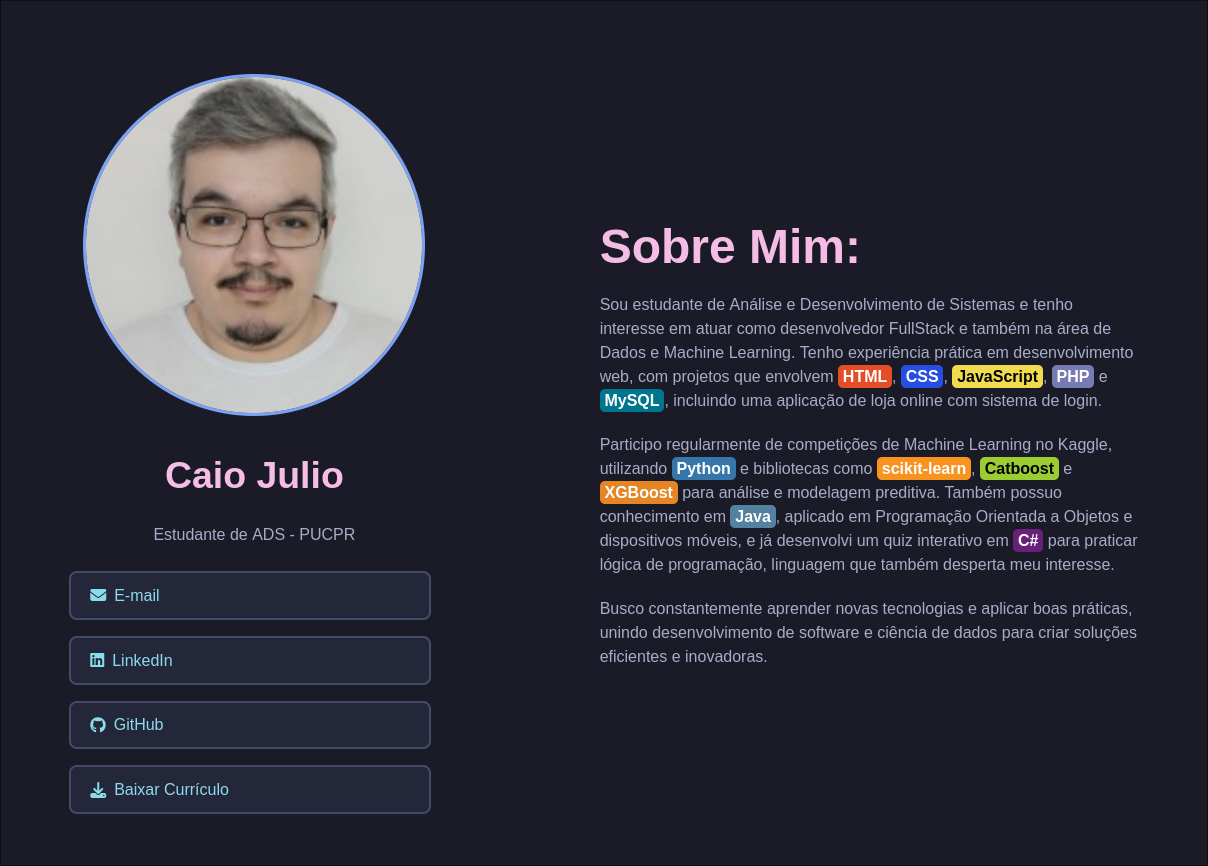 Caio Julio
Estudante de ADS - PUCPR
E-mail
LinkedIn
GitHub
Baixar Currículo
Sobre Mim:
Sou estudante de Análise e Desenvolvimento de Sistemas e tenho
interesse em atuar como desenvolvedor FullStack e também na área de
Dados e Machine Learning. Tenho experiência prática em desenvolvimento
web, com projetos que envolvem HTML, CSS, JavaScript, PHP e
MySQL, incluindo uma aplicação de loja online com sistema de login.
Participo regularmente de competições de Machine Learning no Kaggle,
utilizando Python e bibliotecas como scikit-learn, Catboost e
XGBoost para análise e modelagem preditiva. Também possuo
conhecimento em Java, aplicado em Programação Orientada a Objetos e
dispositivos móveis, e já desenvolvi um quiz interativo em C# para praticar
lógica de programação, linguagem que também desperta meu interesse.
Busco constantemente aprender novas tecnologias e aplicar boas práticas,
unindo desenvolvimento de software e ciência de dados para criar soluções
eficientes e inovadoras.